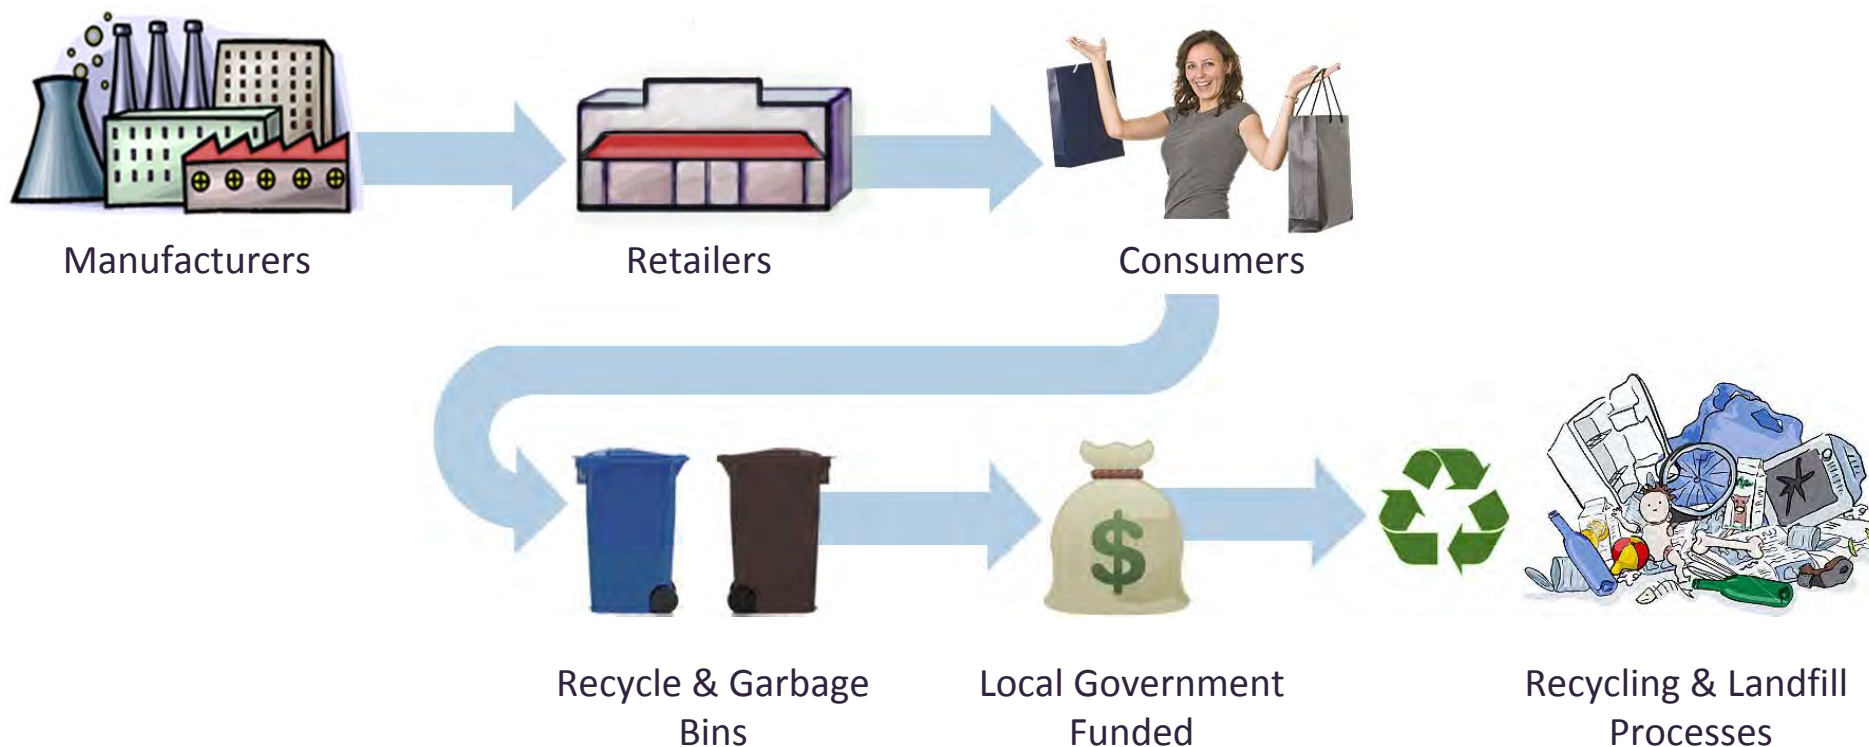 Manufacturers
Retailers
Consumers
$
Recycle & Garbage
Bins
Local Government
Funded
Recycling & Landfill
Processes